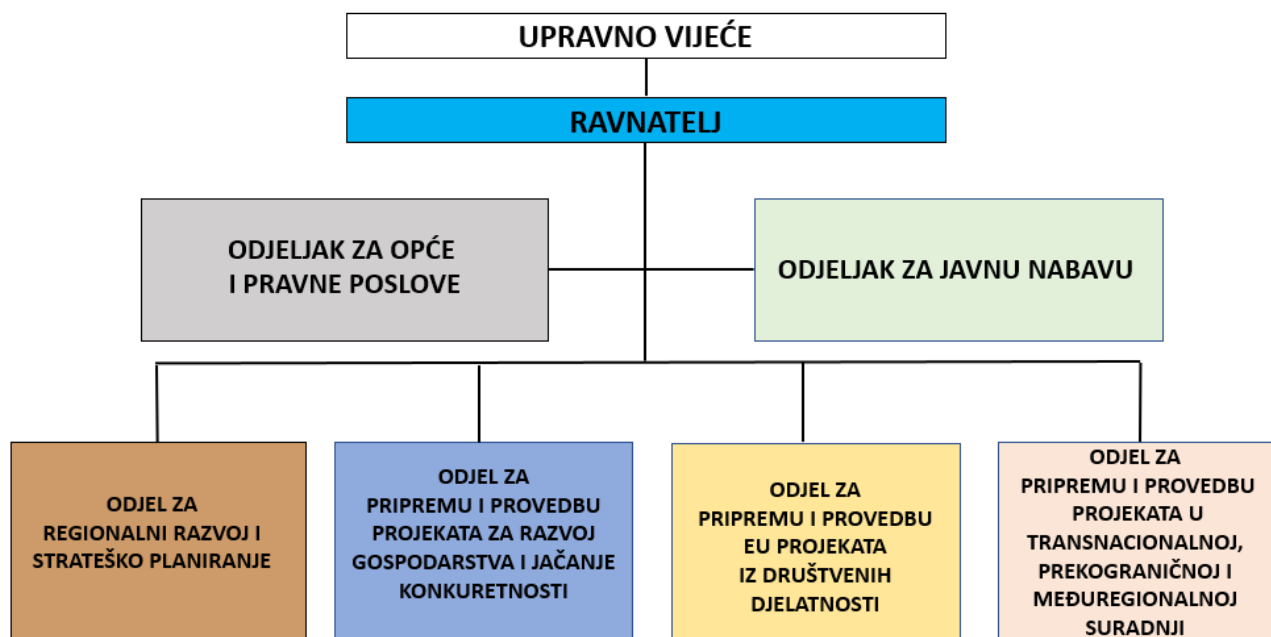 UPRAVNO VIJEĆE
RAVNATELJ
ODJELJAK ZA OPĆE
I PRAVNE POSLOVE
ODJELJAK ZA JAVNU NABAVU
ODJEL ZA
REGIONALNI RAZVOJ I
STRATEŠKO PLANIRANJE
ODJEL ZA
PRIPREMU I PROVEDBU
PROJEKATA ZA RAZVOJ
GOSPODARSTVA I JAČANJE
KONKURETNOSTI
ODJEL ZA
PRIPREMU I PROVEDBU
EU PROJEKATA
IZ DRUŠTVENIH
DJELATNOSTI
ODJEL ZA
PRIPREMU I PROVEDBU
PROJEKATA U
TRANSNACIONALNOJ,
PREKOGRANIČNOJ I
MEĐUREGIONALNOJ
SURADNJI